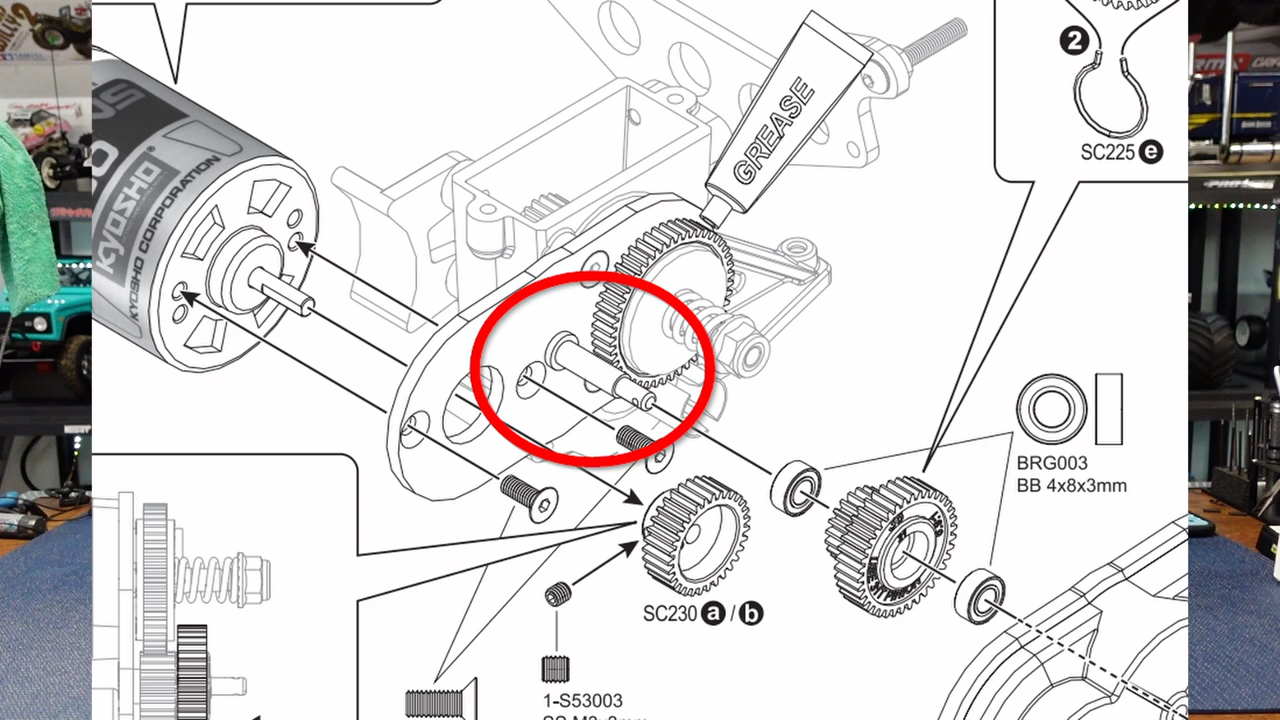 KYOSHO
KYOSHO CORPORATION
GREASE
2
SC225 e
BRG003
BB 4x8x3mm
SC230 a / b
1-S53003